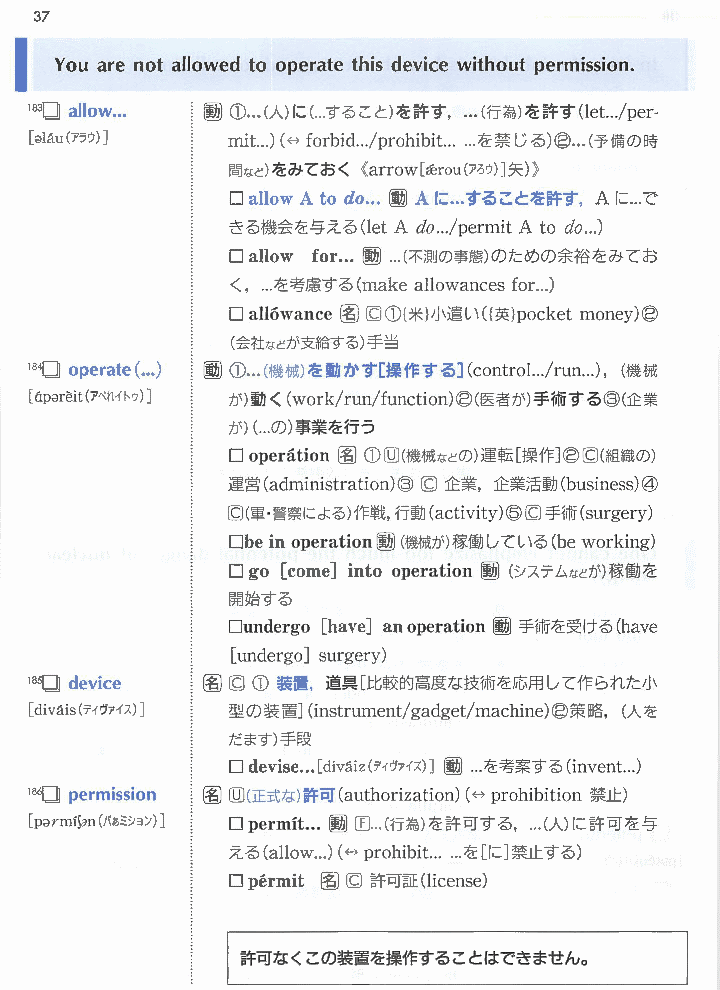 37
You are not allowed to operate this device without permission.
183□ allow...
[əláu(アラウ)]
動 ①…(人)に(…すること)を許す，…(行為)を許す(let.../per-
mit...)(↔ forbid.../prohibit... …を禁じる)②…(予備の時
間など)をみておく《arrow[ǽrou(アろウ)]矢》
□ allow A to do... 動 A に…することを許す，A に…で
きる機会を与える(let A do.../permit A to do...)
□ allow for... 動 …(不測の事態)のための余裕をみてお
く，…を考慮する(make allowances for...)
□ allówance 名 C ①{米}小遣い({英}pocket money)②
(会社などが支給する)手当
184□ operate(...)
[ápərèit(アぺれイトゥ)]
動 ①…(機械)を動かす[操作する](control.../run...)，(機械
が)動く(work/run/function)②(医者が)手術する③(企業
が)(…の)事業を行う
□ operátion 名 ①U(機械などの)運転[操作]②C(組織の)
運営(administration)③ C 企業，企業活動(business)④
C(軍・警察による)作戦，行動(activity)⑤C手術(surgery)
□be in operation 動 (機械が)稼働している(be working)
□ go [come] into operation 動 (システムなどが)稼働を
開始する
□undergo [have] an operation 動 手術を受ける(have
[undergo] surgery)
185□ device
[diváis(ディヴァイス)]
名 C ① 装置，道具[比較的高度な技術を応用して作られた小
型の装置](instrument/gadget/machine)②策略，(人を
だます)手段
□ devise...[diváiz(ディヴァイズ)] 動 …を考案する(invent...)
186□ permission
[pərmíʃən(パぁミション)]
名 U(正式な)許可(authorization)(↔ prohibition 禁止)
□ permít... 動 F…(行為)を許可する，…(人)に許可を与
える(allow...)(↔ prohibit... …を[に]禁止する)
□ pérmit 名 C 許可証(license)
許可なくこの装置を操作することはできません。